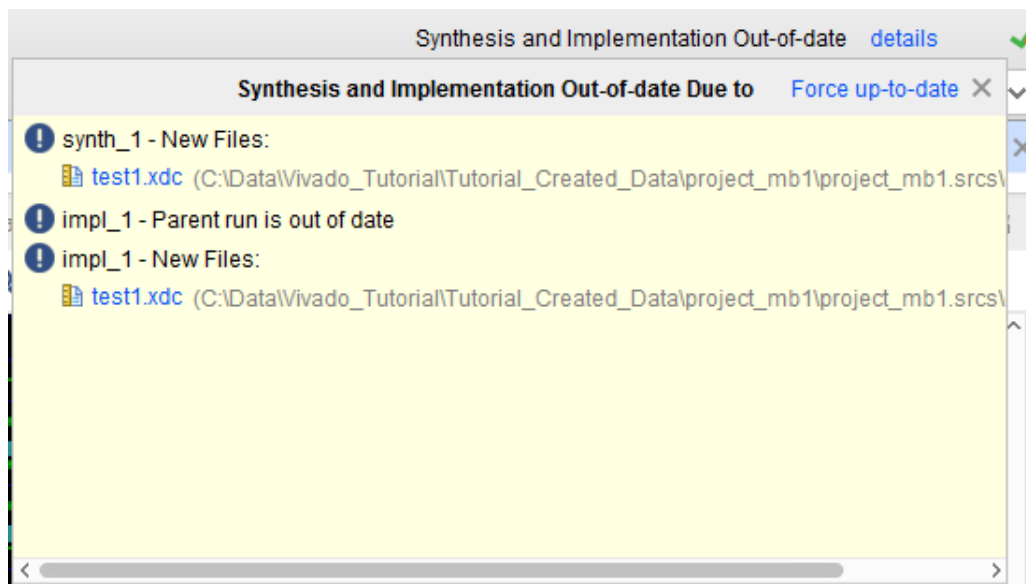 Synthesis and Implementation Out-of-date details
Synthesis and Implementation Out-of-date Due to Force up-to-date
synth_1 - New Files:
test1.xdc (C:\Data\Vivado_Tutorial\Tutorial_Created_Data\project_mb1\project_mb1.srcs\
impl_1 - Parent run is out of date
impl_1 - New Files:
test1.xdc (C:\Data\Vivado_Tutorial\Tutorial_Created_Data\project_mb1\project_mb1.srcs\